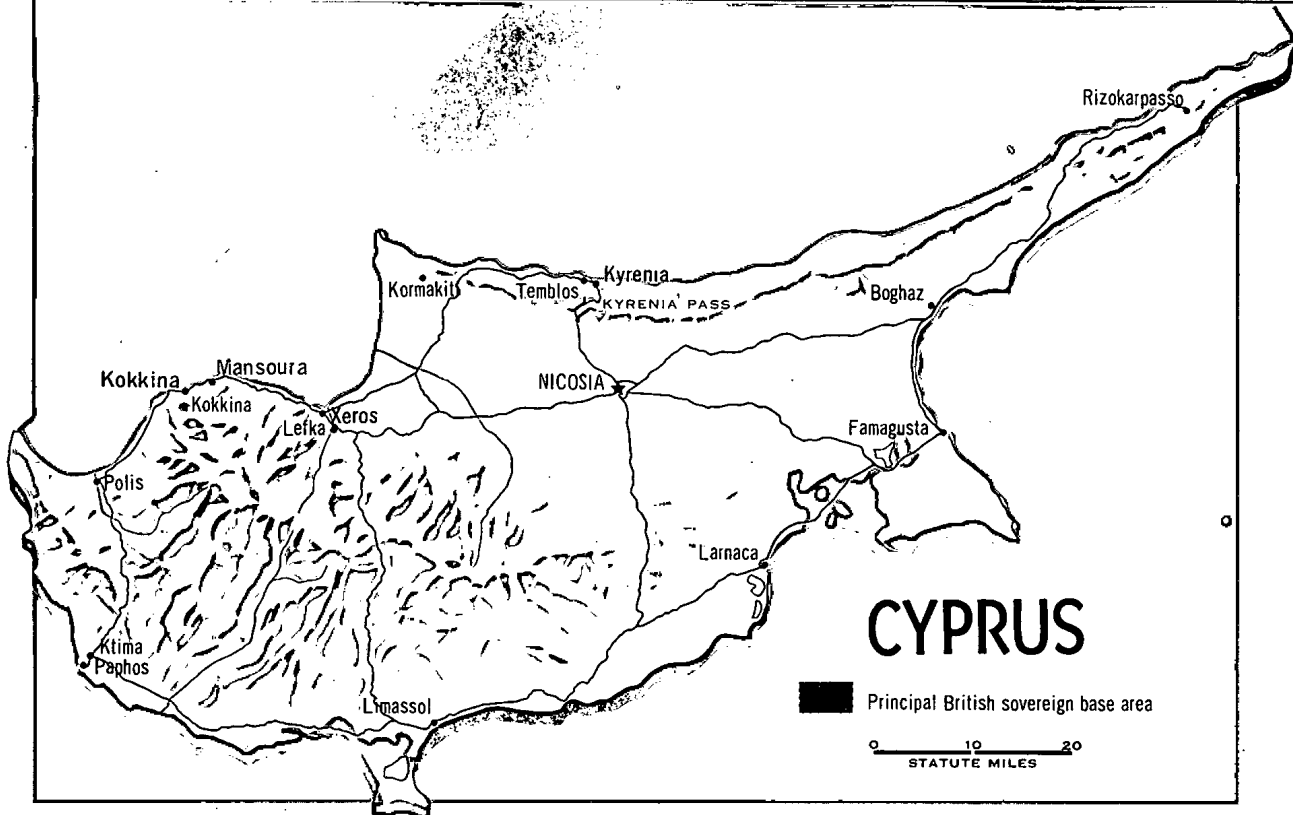 Rizokarpasso
Kyrenia
Kormakit
Temblos
KYRENIA PASS
Boghaz
Mansoura
Kokkina
NICOSIA
Kokkina
Xeros
Lefka
Famagusta
Polis
Larnaca
CYPRUS
Ktima
Paphos
Limassol
Principal British sovereign base area
0 10 20
STATUTE MILES